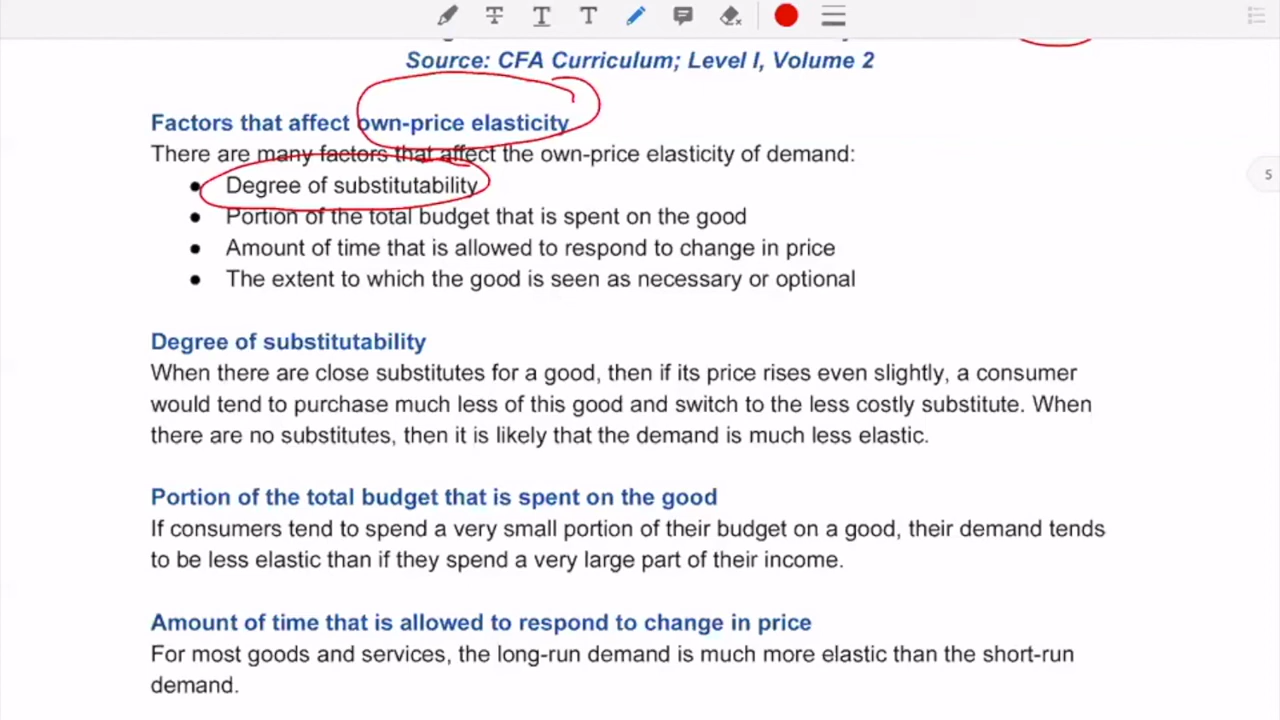 Source: CFA Curriculum; Level I, Volume 2
Factors that affect own-price elasticity
There are many factors that affect the own-price elasticity of demand:
● Degree of substitutability
● Portion of the total budget that is spent on the good
● Amount of time that is allowed to respond to change in price
● The extent to which the good is seen as necessary or optional
5
Degree of substitutability
When there are close substitutes for a good, then if its price rises even slightly, a consumer
would tend to purchase much less of this good and switch to the less costly substitute. When
there are no substitutes, then it is likely that the demand is much less elastic.
Portion of the total budget that is spent on the good
If consumers tend to spend a very small portion of their budget on a good, their demand tends
to be less elastic than if they spend a very large part of their income.
Amount of time that is allowed to respond to change in price
For most goods and services, the long-run demand is much more elastic than the short-run
demand.